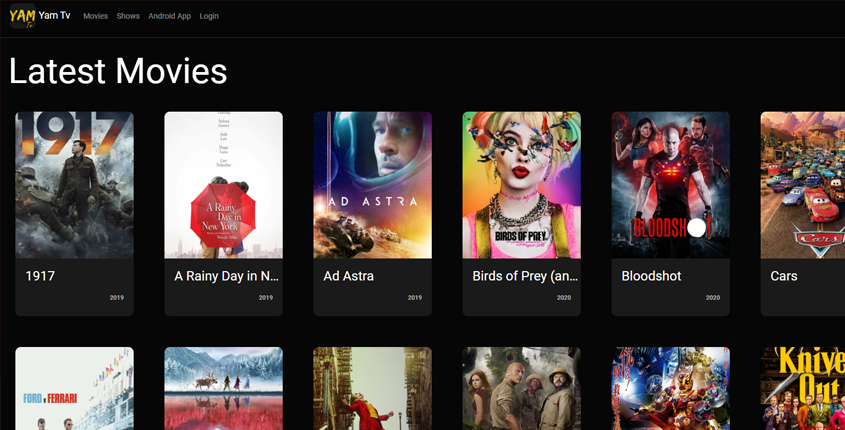 YAM
Tv
Yam Tv
Movies
Shows
Android App
Login
Latest Movies
1917
A Rainy
Day in
New York
AD ASTRA
BIRDS OF PREY
BLOODSHOT
Cars
1917
A Rainy Day in N...
Ad Astra
Birds of Prey (an...
Bloodshot
Cars
2019
2019
2019
2020
2020
FORD v FERRARI
Knives
Out